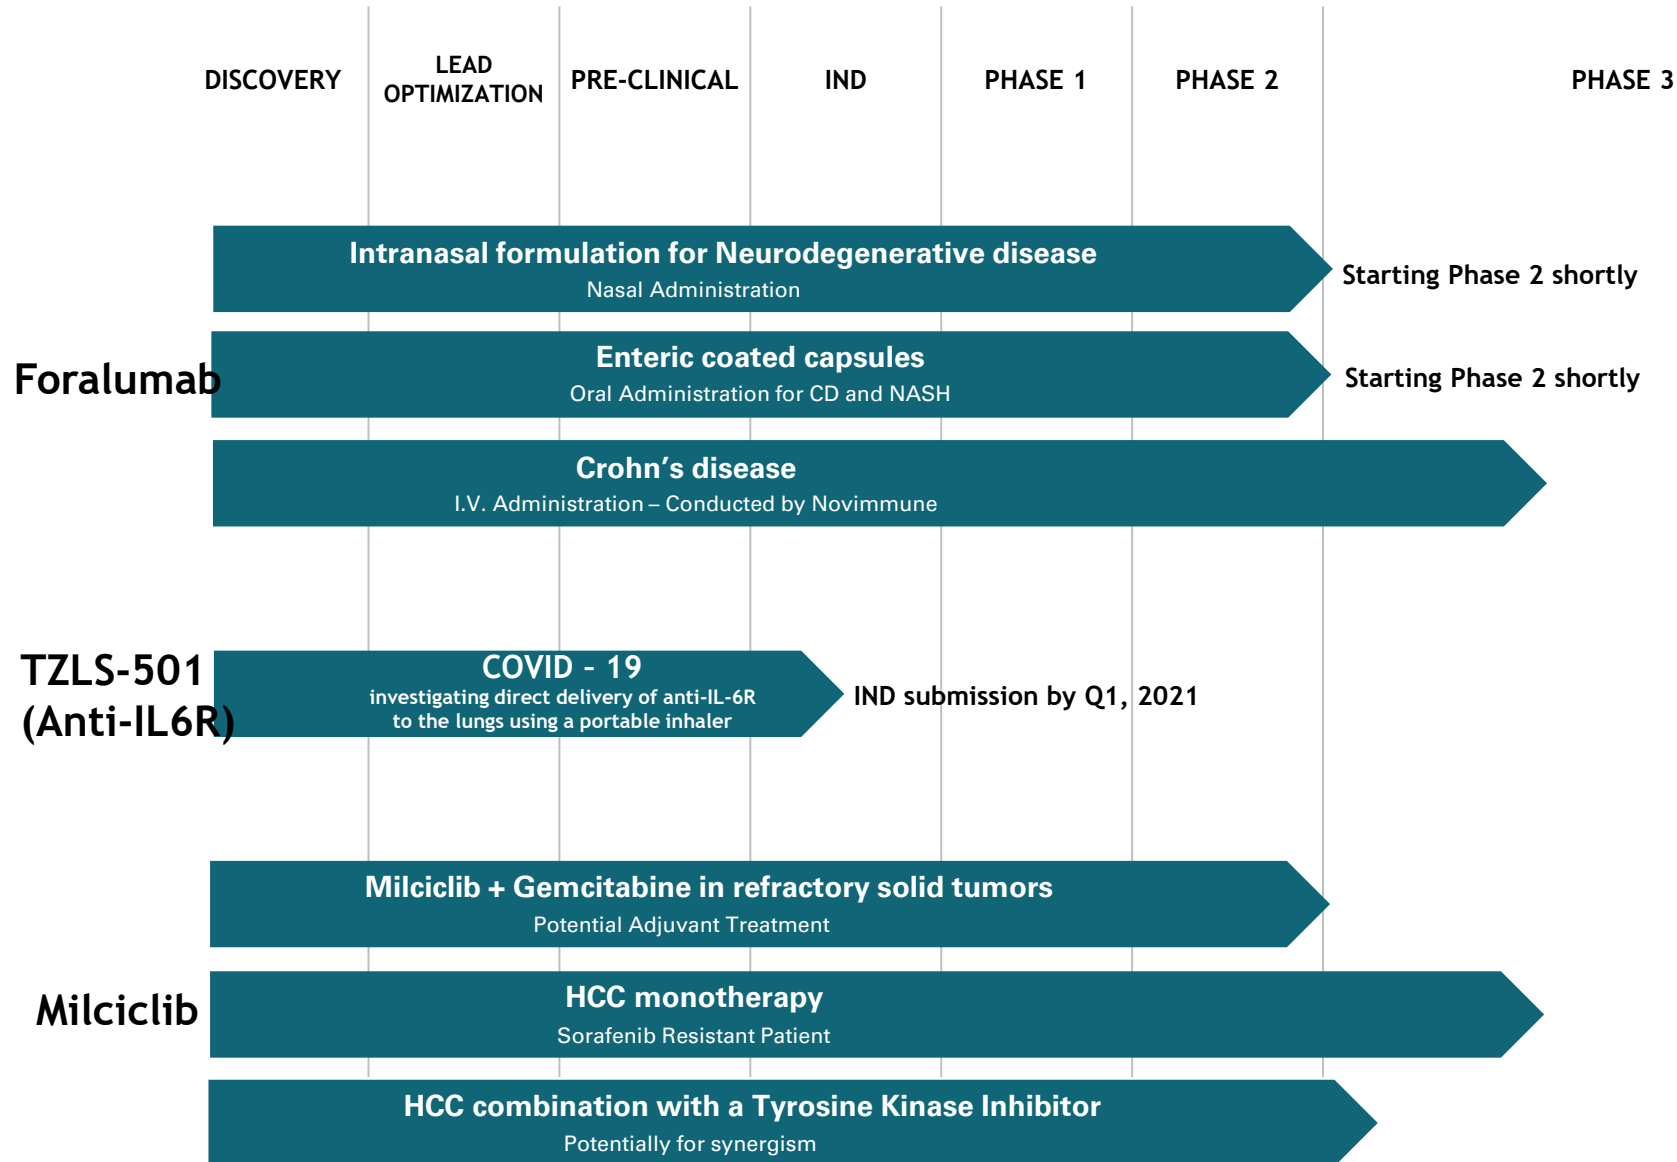 DISCOVERY
LEAD
OPTIMIZATION
PRE-CLINICAL
IND
PHASE 1
PHASE 2
PHASE 3
Foralumab
Intranasal formulation for Neurodegenerative disease
Nasal Administration
Starting Phase 2 shortly
Enteric coated capsules
Oral Administration for CD and NASH
Starting Phase 2 shortly
Crohn’s disease
I.V. Administration – Conducted by Novimmune
TZLS-501
(Anti-IL6R)
COVID – 19
investigating direct delivery of anti-IL-6R
to the lungs using a portable inhaler
IND submission by Q1, 2021
Milciclib
Milciclib + Gemcitabine in refractory solid tumors
Potential Adjuvant Treatment
HCC monotherapy
Sorafenib Resistant Patient
HCC combination with a Tyrosine Kinase Inhibitor
Potentially for synergism